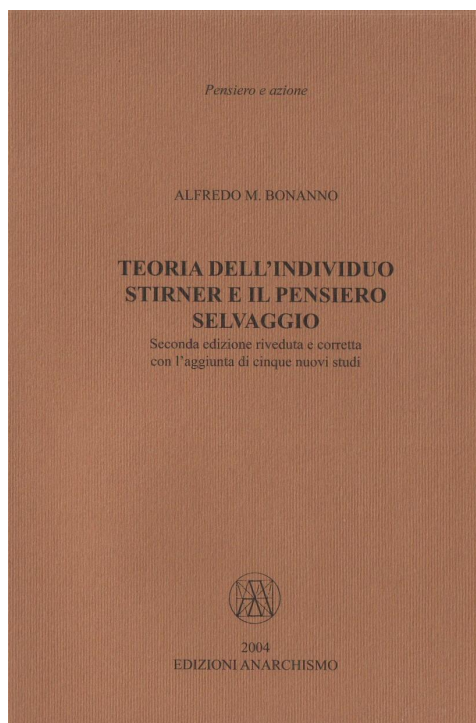 Pensiero e azione
ALFREDO M. BONANNO
TEORIA DELL'INDIVIDUO
STIRNER E IL PENSIERO
SELVAGGIO
Seconda edizione riveduta e corretta
con l'aggiunta di cinque nuovi studi
2004
EDIZIONI ANARCHISMO